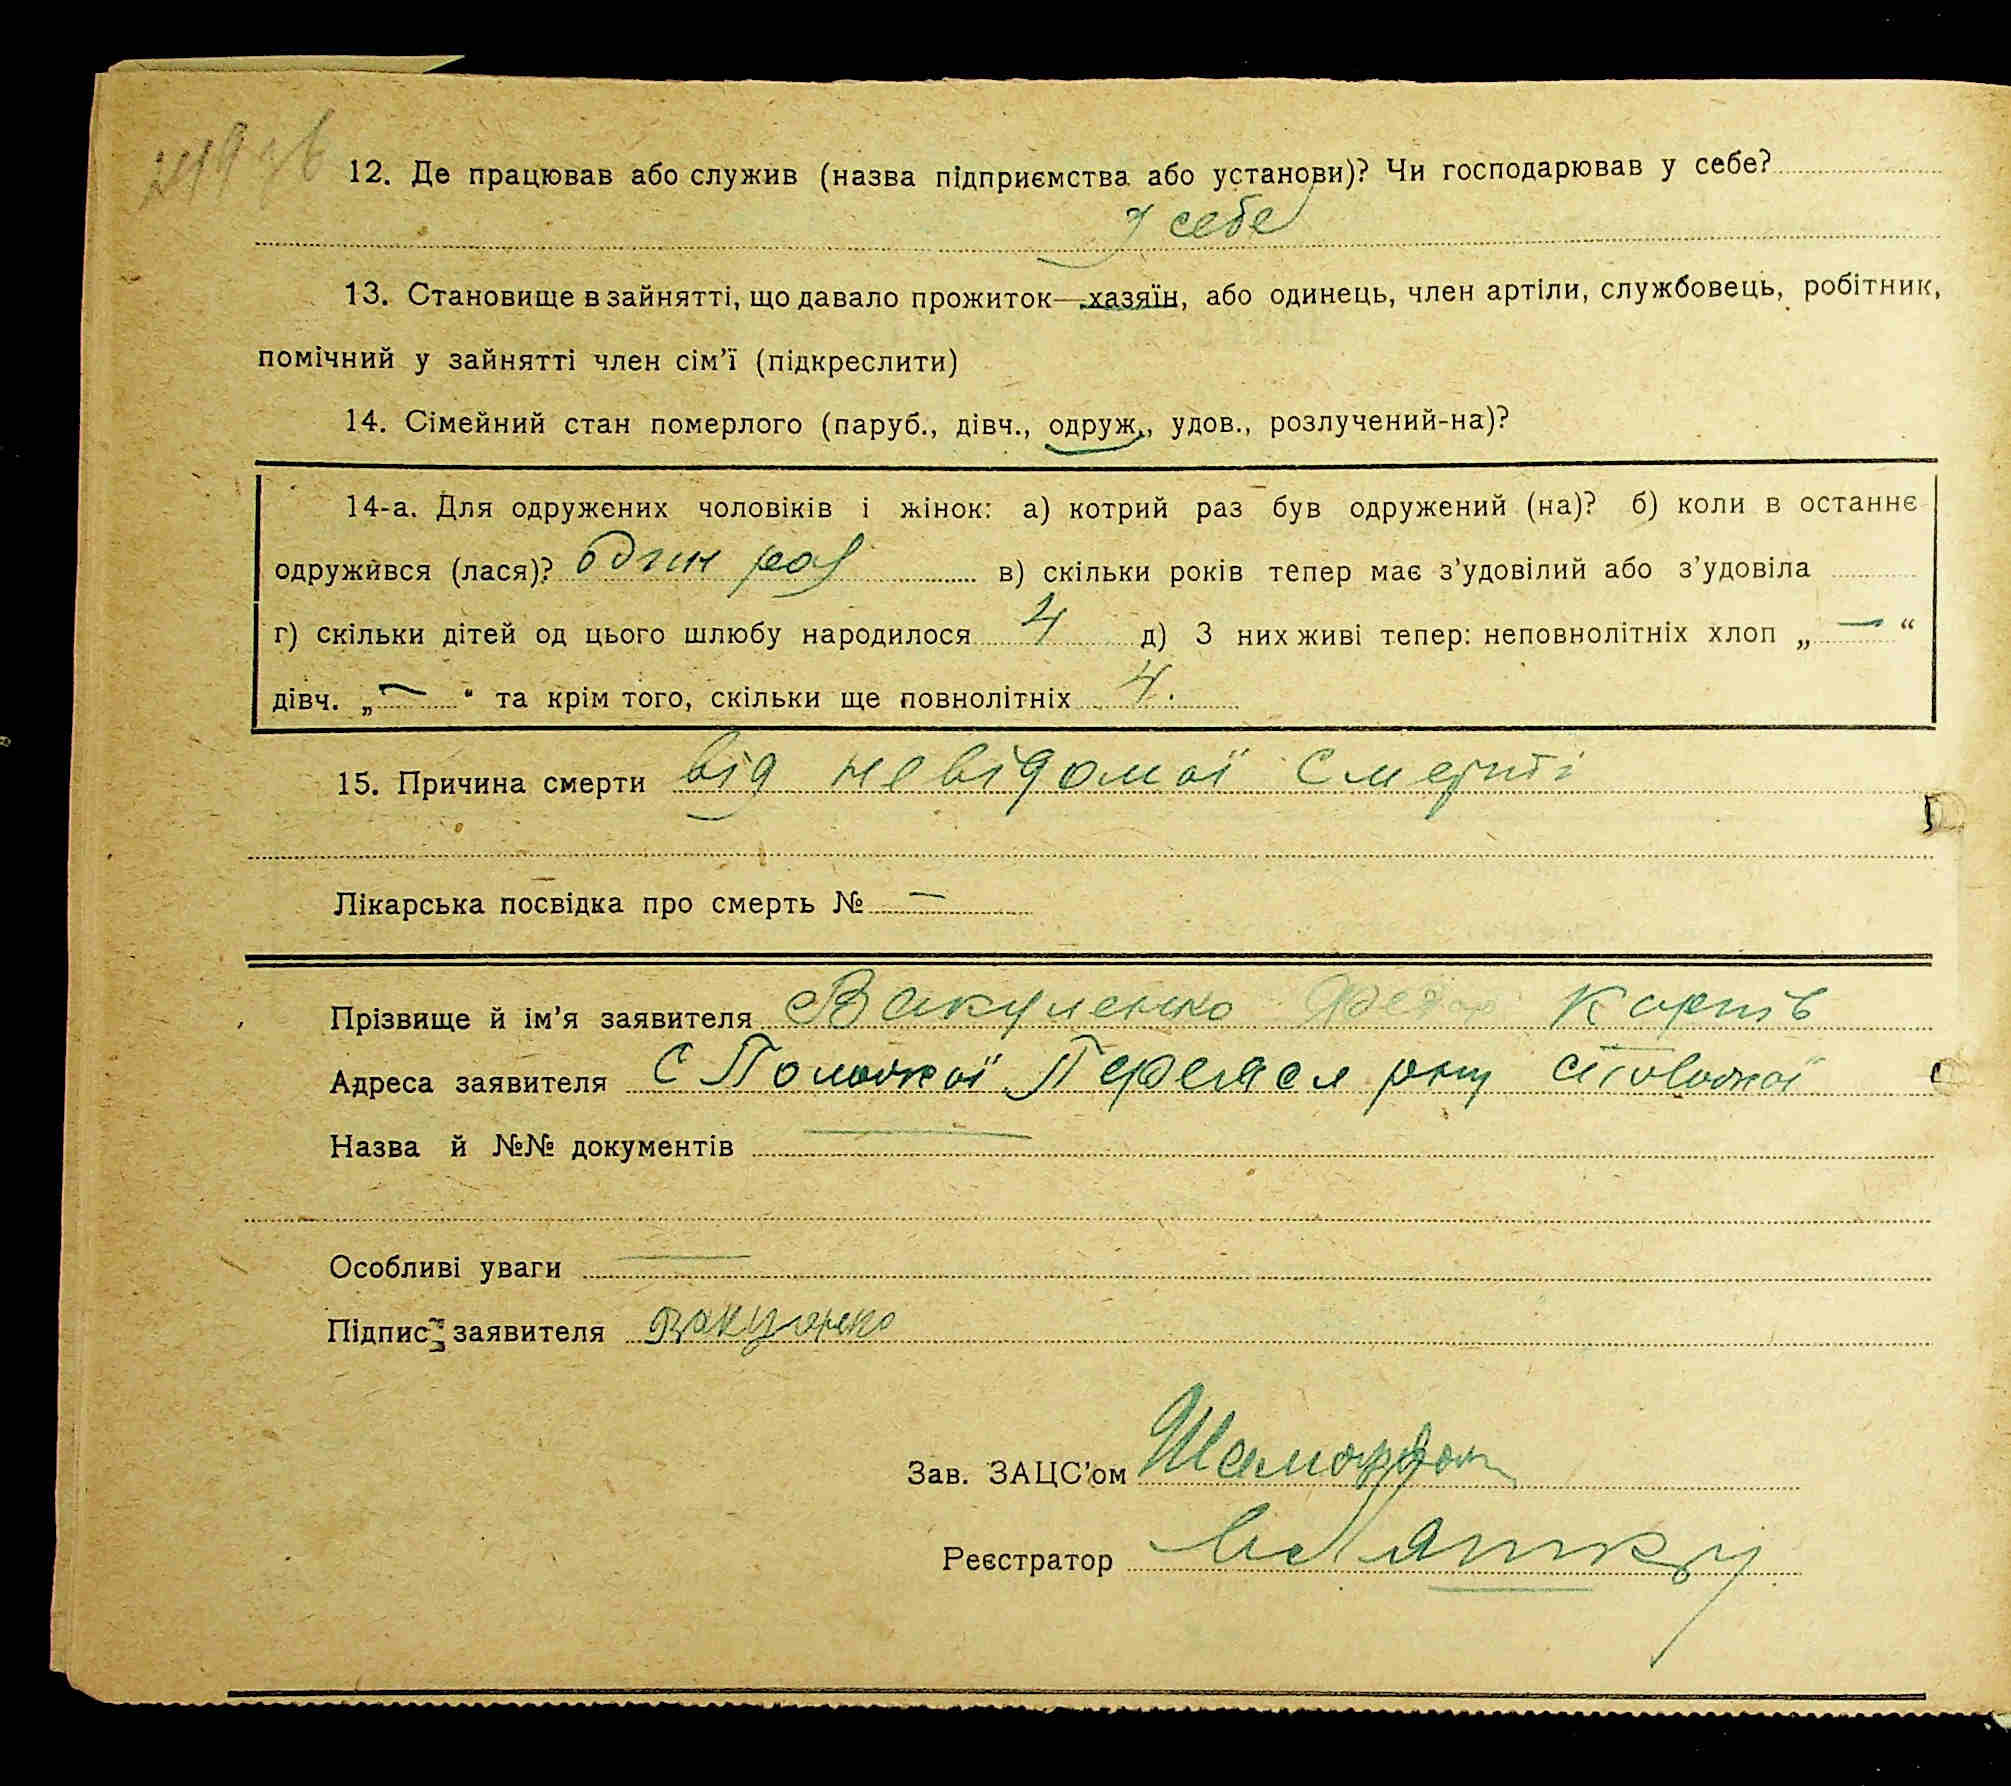 12. Де працював або служив (назва підприємства або установи)? Чи господарював у себе?
у себе
13. Становище в зайнятті, що давало прожиток—хазяїн, або одинець, член артіли, службовець, робітник,
помічний у зайнятті член сім’ї (підкреслити)
14. Сімейний стан померлого (паруб., дівч., одруж., удов., розлучений-на)?
14-а. Для одружених чоловіків і жінок: а) котрий раз був одружений (на)? б) коли в останнє
одружився (лася)? один раз в) скільки років тепер має з’удовілий або з’удовіла
г) скільки дітей од цього шлюбу народилося 4 д) З них живі тепер: неповнолітніх хлоп „ — “
дівч. „ — “ та крім того, скільки ще повнолітніх 4.
15. Причина смерти від невідомої смерті
Лікарська посвідка про смерть № —
Прізвище й ім’я заявителя Вакуленко Федор Карпів
Адреса заявителя С
Назва й №№ документів —
Особливі уваги —
Підпис заявителя Вакуленко
Зав. ЗАЦС’ом
Реєстратор